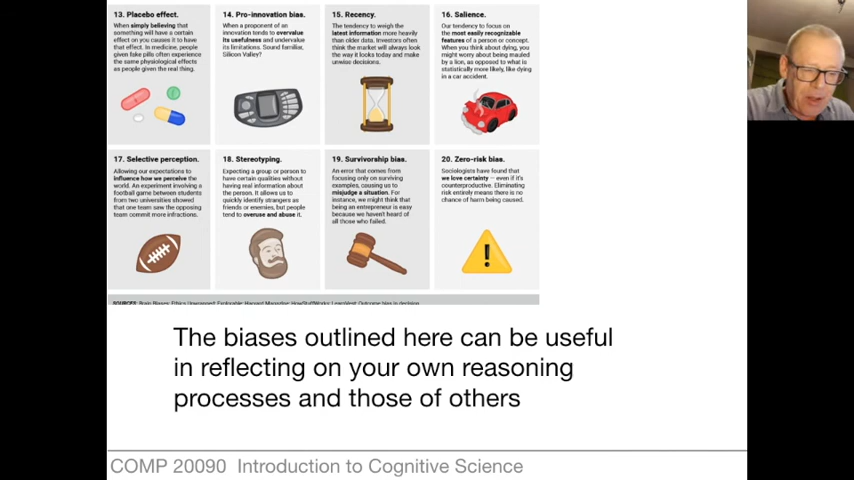 13. Placebo effect.
When simply believing that
something will have a certain
effect on you causes it to have
that effect. In medicine, people
given fake pills often experience
the same physiological effects
as people given the real thing.
14. Pro-innovation bias.
When a proponent of an
innovation tends to overvalue
its usefulness and undervalue
its limitations. Sound familiar,
Silicon Valley?
15. Recency.
The tendency to weigh the
latest information more heavily
than older data. Investors often
think the market will always look
the way it looks today and make
unwise decisions.
16. Salience.
Our tendency to focus on
the most easily recognizable
features of a person or concept.
When you think about dying, you
might worry about being mauled
by a lion, as opposed to what is
statistically more likely, like dying
in a car accident.
17. Selective perception.
Allowing our expectations to
influence how we perceive the
world. An experiment involving a
football game between students
from two universities showed
that one team saw the opposing
team commit more infractions.
18. Stereotyping.
Expecting a group or person to
have certain qualities without
having real information about
the person. It allows us to
quickly identify strangers as
friends or enemies, but people
tend to overuse and abuse it.
19. Survivorship bias.
An error that comes from
focusing only on surviving
examples, causing us to
misjudge a situation. For
instance, we might think that
being an entrepreneur is easy
because we haven't heard of
all those who failed.
20. Zero-risk bias.
Sociologists have found that
we love certainty — even if it's
counterproductive. Eliminating
risk entirely means there is no
chance of harm being caused.
SOURCES: Brain Biases; Ethics Unwrapped; Explorable; Harvard Magazine; HowStuffWorks; LearnVest; Outcome bias in decision
The biases outlined here can be useful
in reflecting on your own reasoning
processes and those of others
COMP 20090 Introduction to Cognitive Science